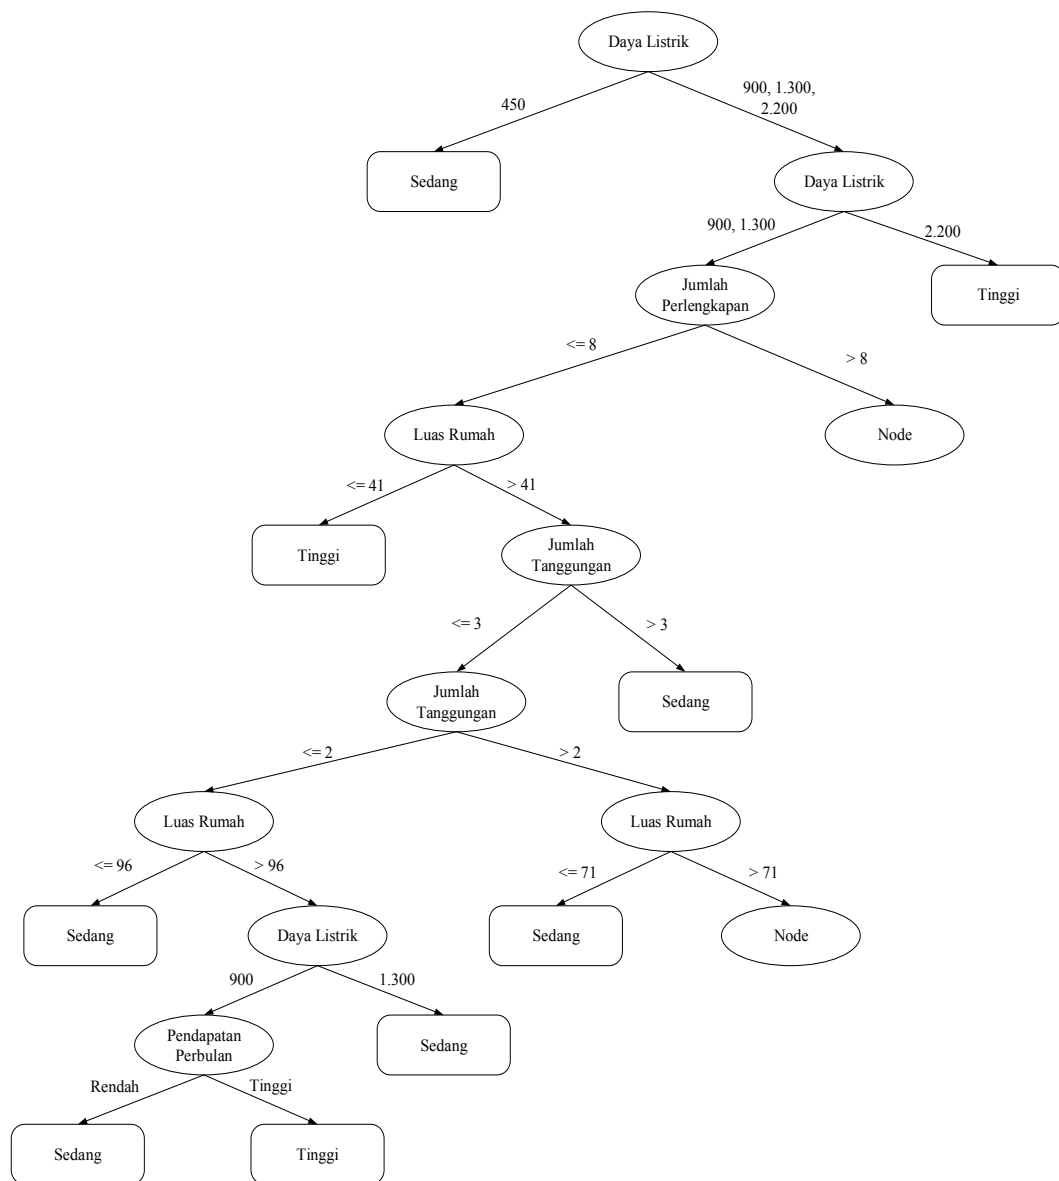 Daya Listrik
450
900, 1.300,
2.200
Sedang
Daya Listrik
900, 1.300
2.200
Jumlah
Perlengkapan
Tinggi
<= 8
> 8
Luas Rumah
Node
<= 41
> 41
Tinggi
Jumlah
Tanggungan
<= 3
> 3
Jumlah
Tanggungan
Sedang
<= 2
> 2
Luas Rumah
Luas Rumah
<= 96
> 96
<= 71
> 71
Sedang
Daya Listrik
Sedang
Node
900
1.300
Pendapatan
Perbulan
Sedang
Rendah
Tinggi
Sedang
Tinggi